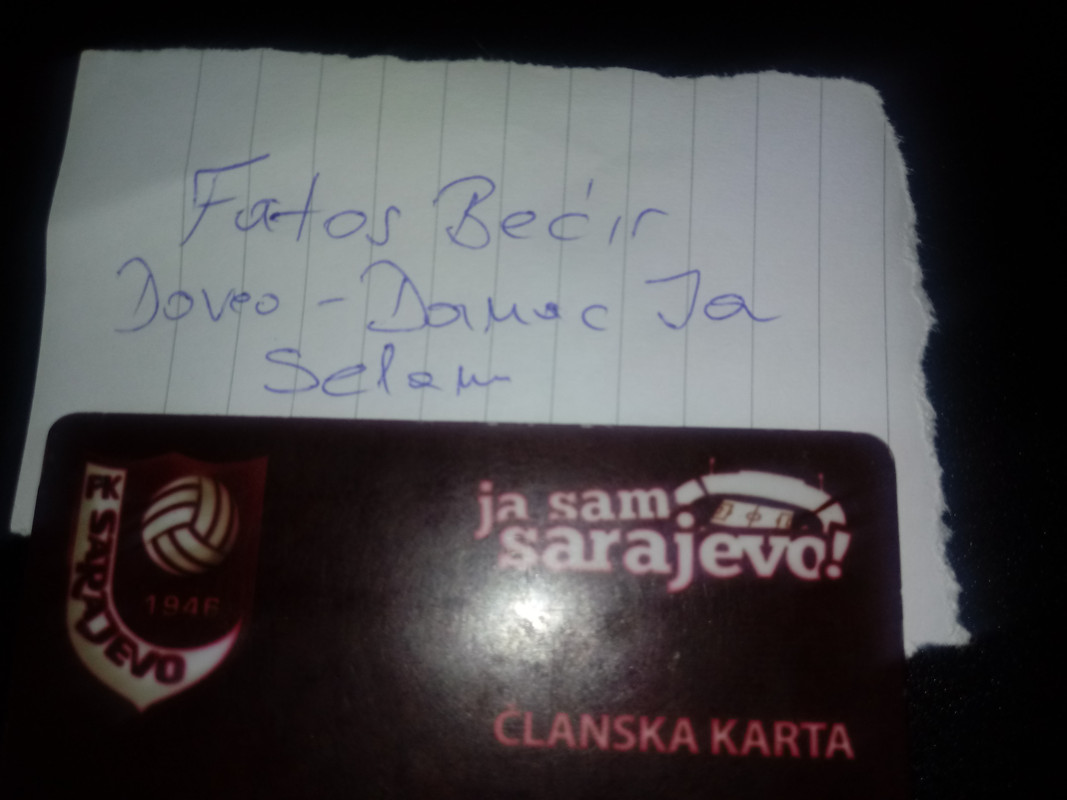 Fatos Bećir
Doveo - Damac Ja
Selam
FK SARAJEVO
1946
ja sam
sarajevo!
ČLANSKA KARTA